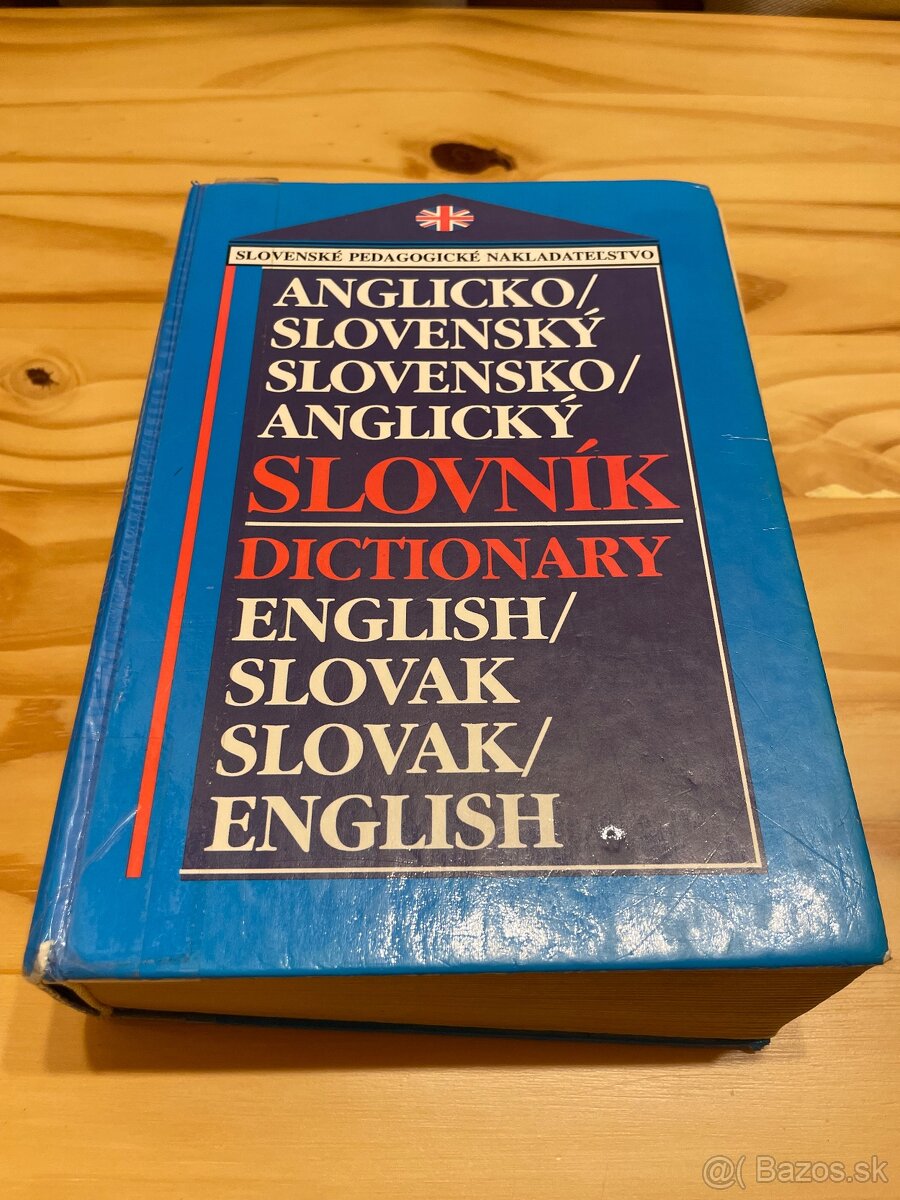 SLOVENSKÉ PEDAGOGICKÉ NAKLADATEĽSTVO
ANGLICKO/
SLOVENSKÝ
SLOVENSKO/
ANGLICKÝ
SLOVNÍK
DICTIONARY
ENGLISH/
SLOVAK
SLOVAK/
ENGLISH
@( Bazos.sk